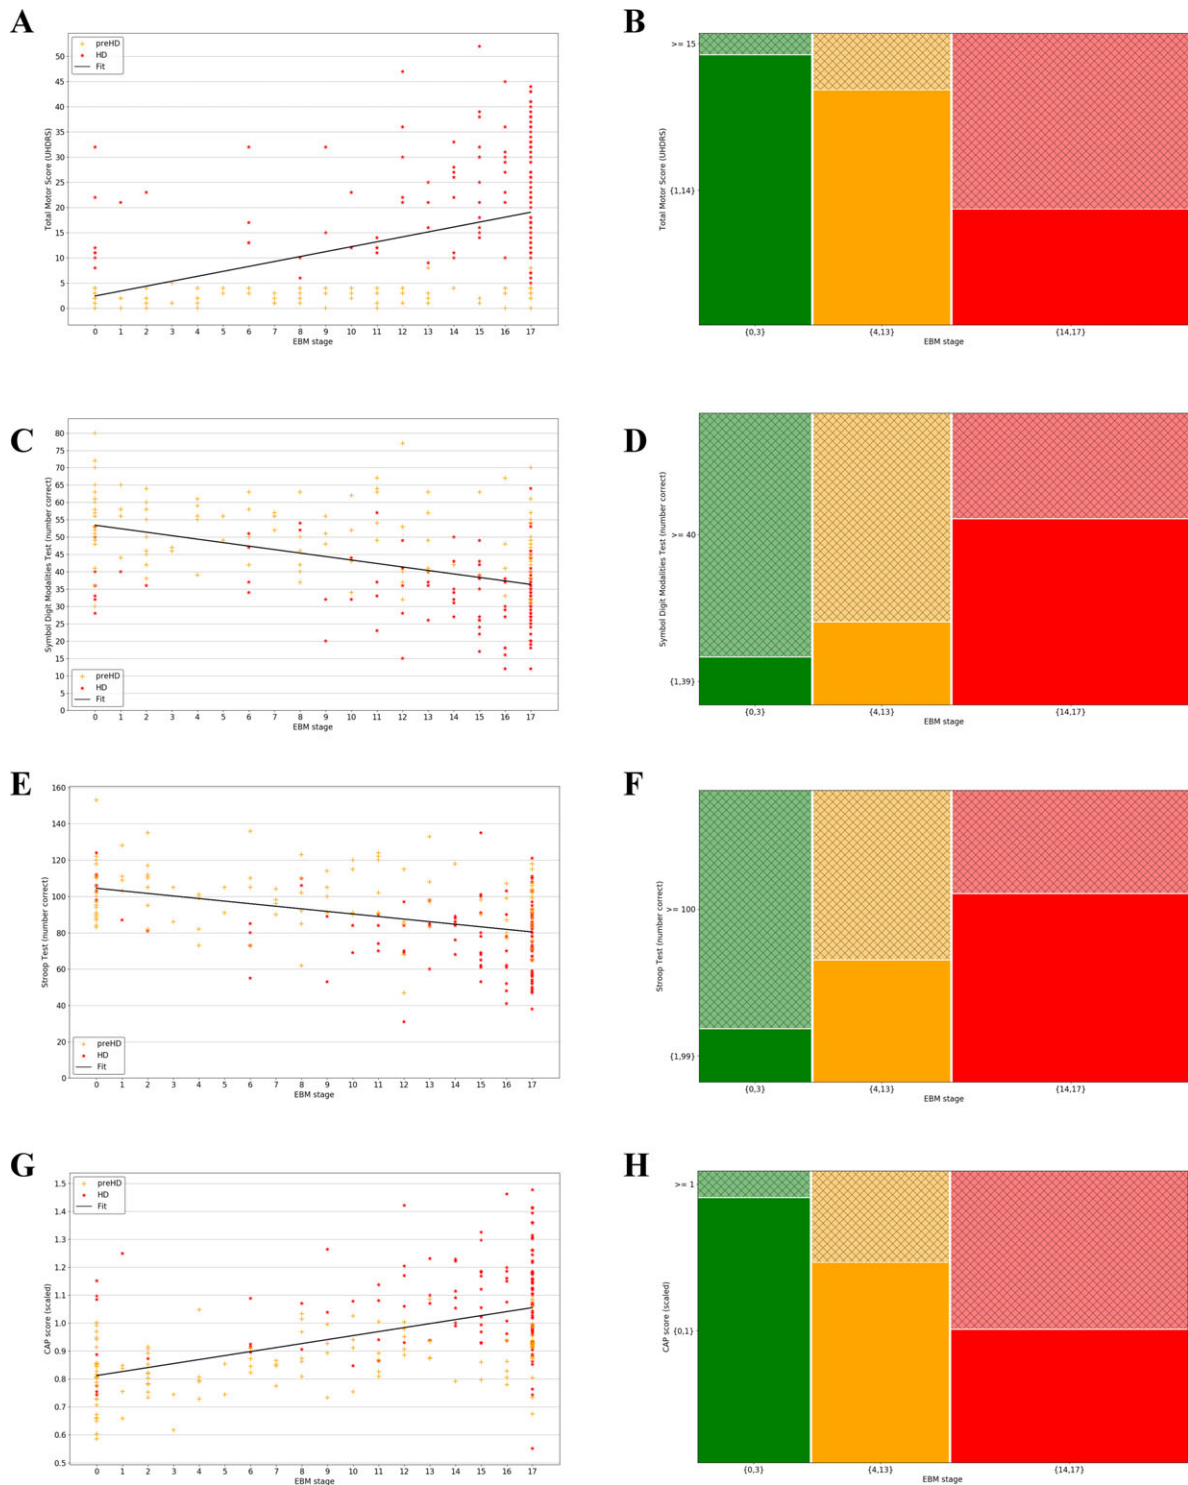 A
preHD
HD
Fit
50
45
40
35
30
25
20
15
10
5
0
Total Motor Score (UHDRS)
0 1 2 3 4 5 6 7 8 9 10 11 12 13 14 15 16 17
EBM stage
B
>= 15
{1,14}
Total Motor Score (UHDRS)
{0,3} {4,13} {14,17}
EBM stage
C
80
75
70
65
60
55
50
45
40
35
30
25
20
15
10
5
0
Symbol Digit Modalities Test (number correct)
preHD
HD
Fit
0 1 2 3 4 5 6 7 8 9 10 11 12 13 14 15 16 17
EBM stage
D
>= 40
{1,39}
Symbol Digit Modalities Test (number correct)
{0,3} {4,13} {14,17}
EBM stage
E
160
140
120
100
80
60
40
20
0
Stroop Test (number correct)
preHD
HD
Fit
0 1 2 3 4 5 6 7 8 9 10 11 12 13 14 15 16 17
EBM stage
F
>= 100
{1,99}
Stroop Test (number correct)
{0,3} {4,13} {14,17}
EBM stage
G
preHD
HD
Fit
1.5
1.4
1.3
1.2
1.1
1.0
0.9
0.8
0.7
0.6
0.5
CAP score (scaled)
0 1 2 3 4 5 6 7 8 9 10 11 12 13 14 15 16 17
EBM stage
H
>= 1
{0,1}
CAP score (scaled)
{0,3} {4,13} {14,17}
EBM stage